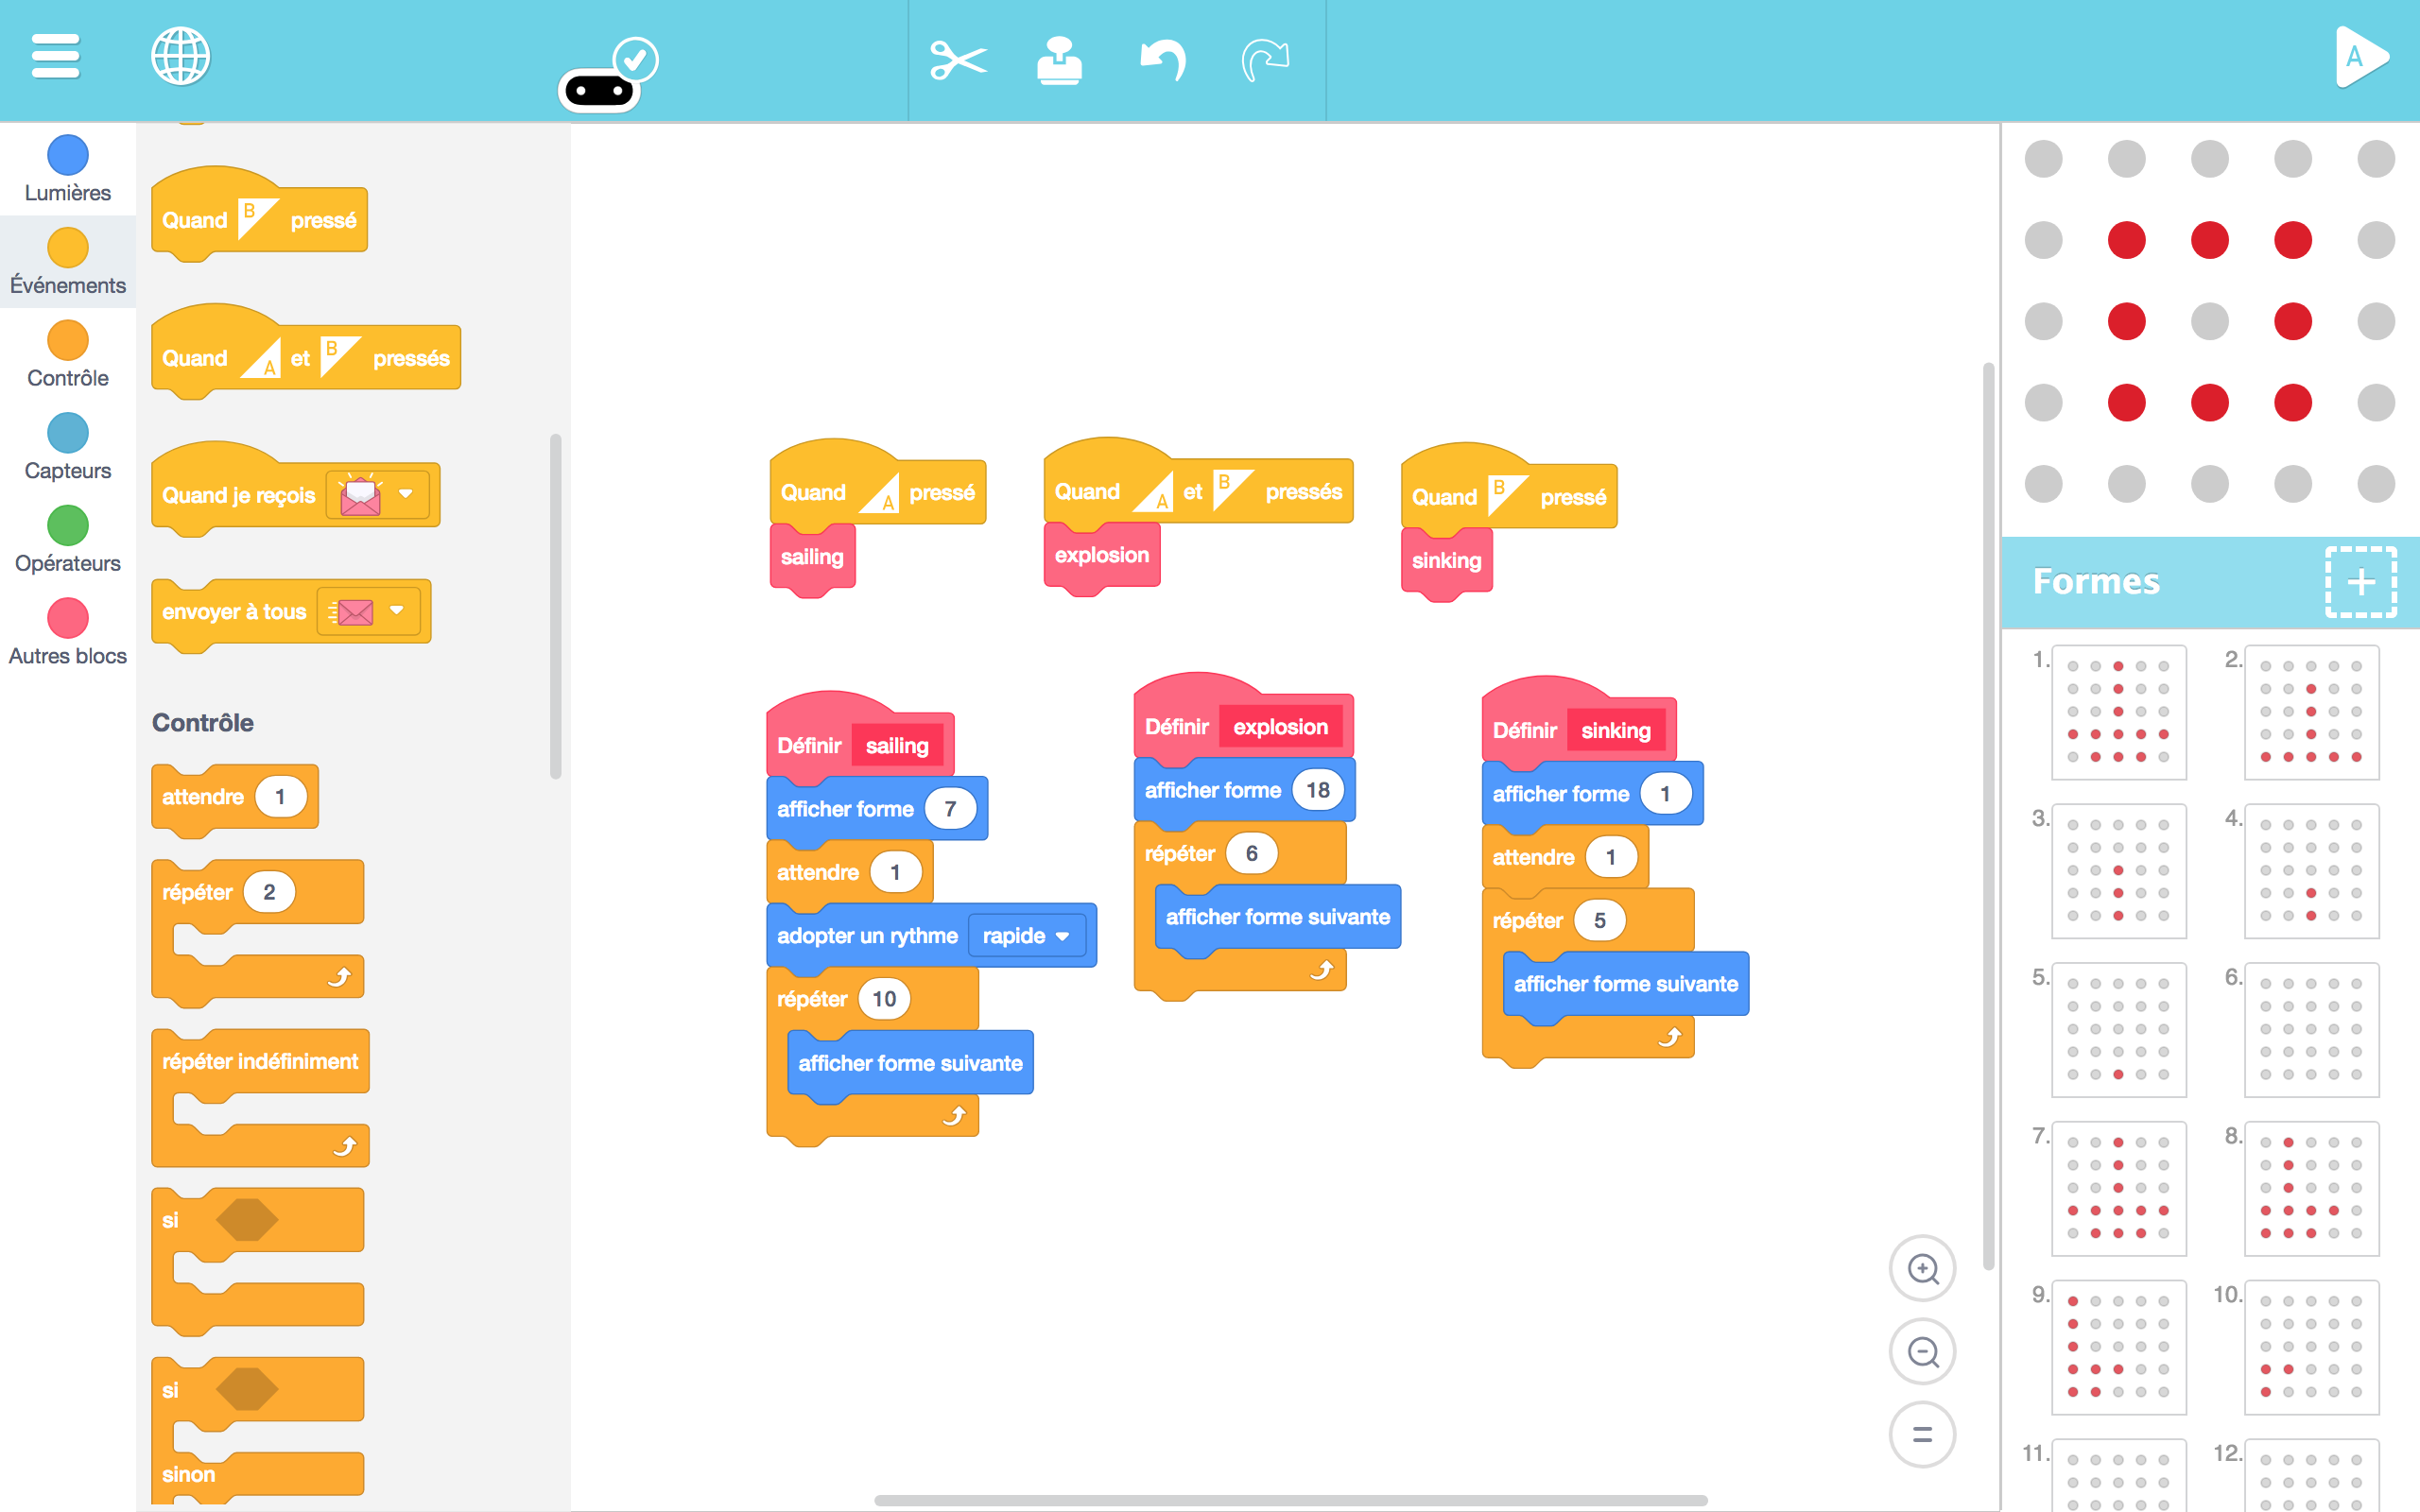 A
Lumières
Événements
Contrôle
Capteurs
Opérateurs
Autres blocs
Quand B pressé
Quand A et B pressés
Quand je reçois
envoyer à tous
Contrôle
attendre 1
répéter 2
répéter indéfiniment
si
si
sinon
Quand A pressé
sailing
Quand A et B pressés
explosion
Quand B pressé
sinking
Définir sailing
afficher forme 7
attendre 1
adopter un rythme rapide
répéter 10
afficher forme suivante
Définir explosion
afficher forme 18
répéter 6
afficher forme suivante
Définir sinking
afficher forme 1
attendre 1
répéter 5
afficher forme suivante
Formes
1. 2.
3. 4.
5. 6.
7. 8.
9. 10.
11. 12.